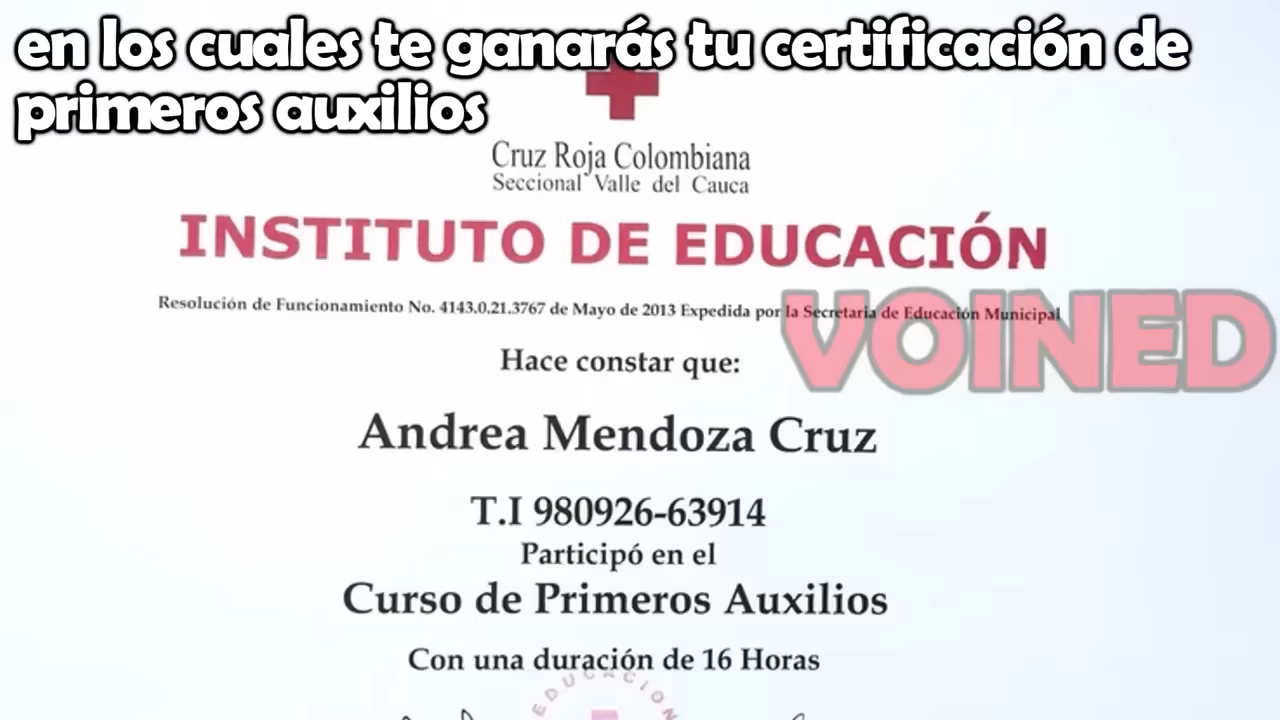 en los cuales te ganarás tu certificación de
primeros auxilios
Cruz Roja Colombiana
Seccional Valle del Cauca
INSTITUTO DE EDUCACIÓN
Resolución de Funcionamiento No. 4143.0.21.3767 de Mayo de 2013 Expedida por la Secretaria de Educación Municipal
VOINED
Hace constar que:
Andrea Mendoza Cruz
T.I 980926-63914
Participó en el
Curso de Primeros Auxilios
Con una duración de 16 Horas
EDUCACION